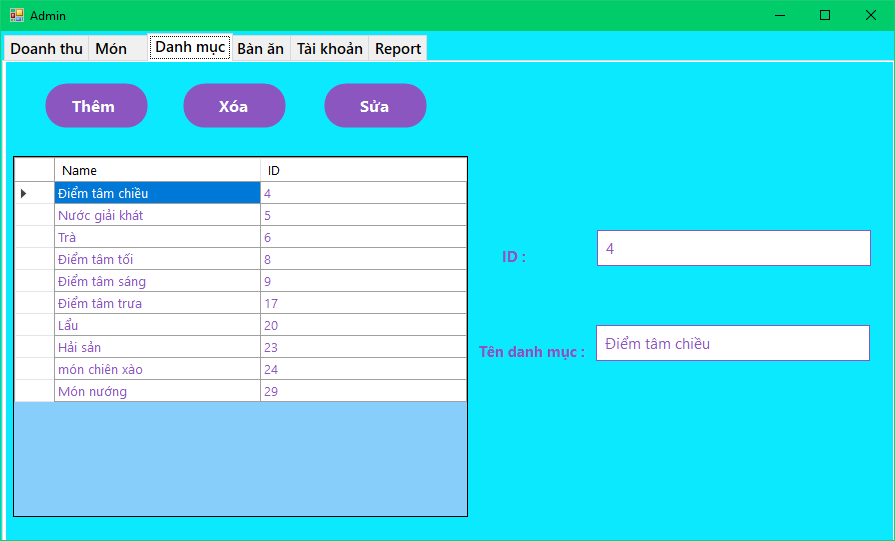 Admin
Doanh thu Món Danh mục Bàn ăn Tài khoản Report
Thêm Xóa Sửa
Name ID
Điểm tâm chiều 4
Nước giải khát 5
Trà 6
Điểm tâm tối 8
Điểm tâm sáng 9
Điểm tâm trưa 17
Lẩu 20
Hải sản 23
món chiên xào 24
Món nướng 29
ID : 4
Tên danh mục : Điểm tâm chiều